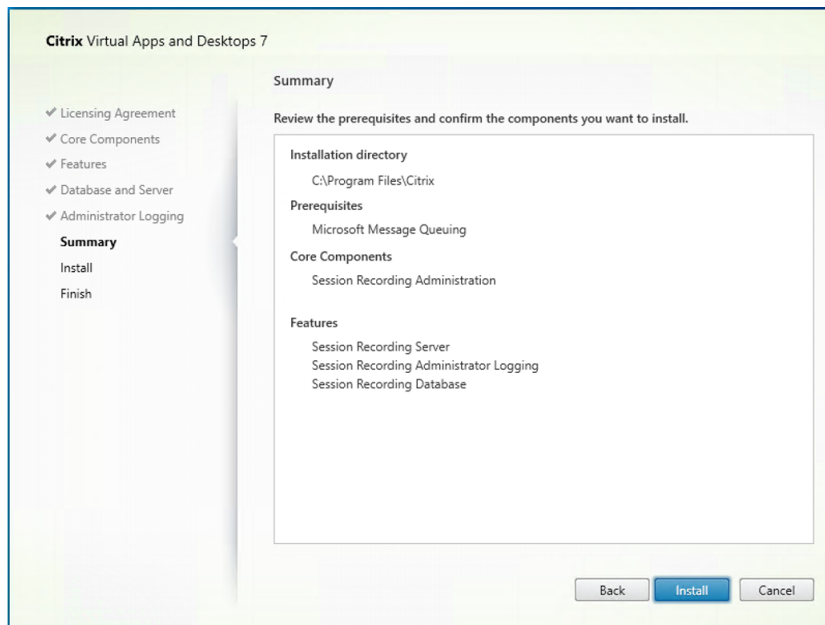 Citrix Virtual Apps and Desktops 7
Licensing Agreement
Core Components
Features
Database and Server
Administrator Logging
Summary
Install
Finish
Summary
Review the prerequisites and confirm the components you want to install.
Installation directory
C:\Program Files\Citrix
Prerequisites
Microsoft Message Queuing
Core Components
Session Recording Administration
Features
Session Recording Server
Session Recording Administrator Logging
Session Recording Database
Back
Install
Cancel